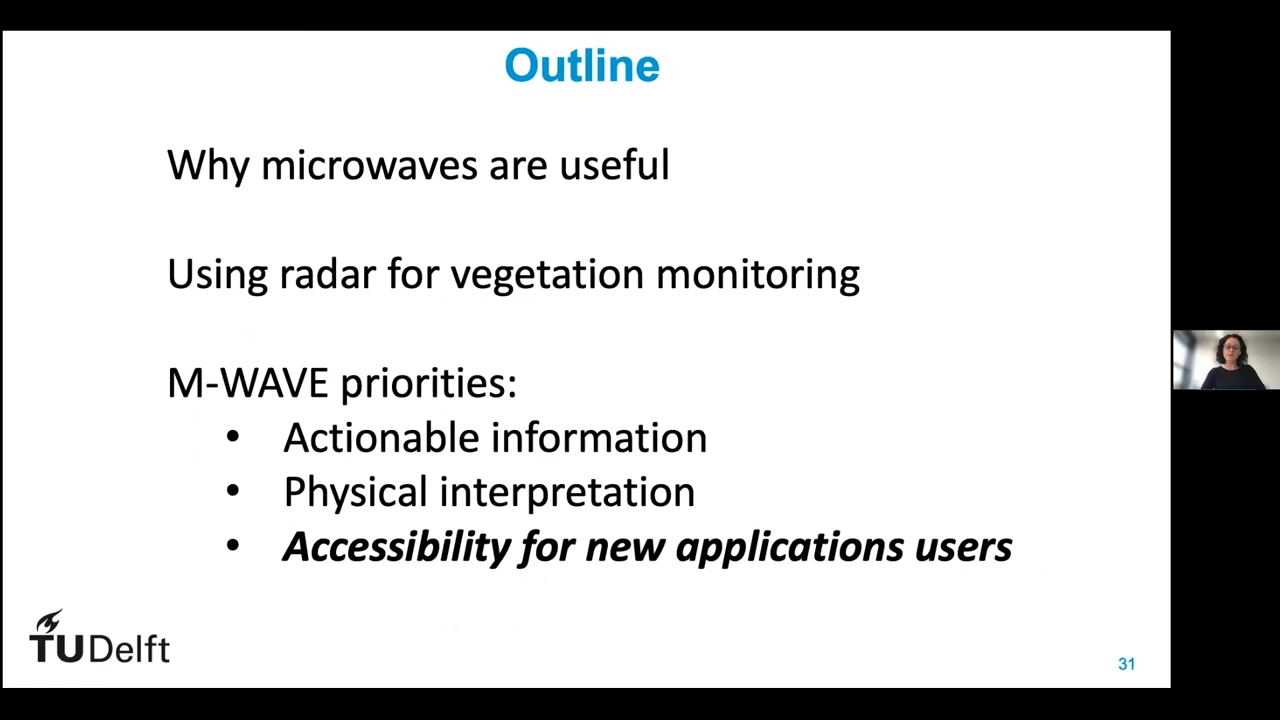 Outline
Why microwaves are useful
Using radar for vegetation monitoring
M-WAVE priorities:
• Actionable information
• Physical interpretation
• Accessibility for new applications users
TUDelft
31